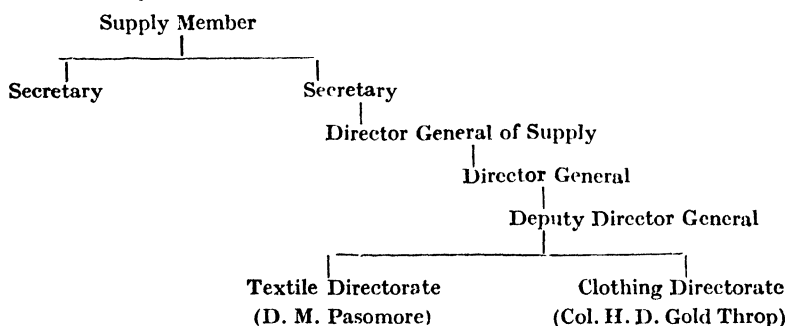 Supply Member
Secretary Secretary
Director General of Supply
Director General
Deputy Director General
Textile Directorate Clothing Directorate
(D. M. Pasomore) (Col. H. D. Gold Throp)